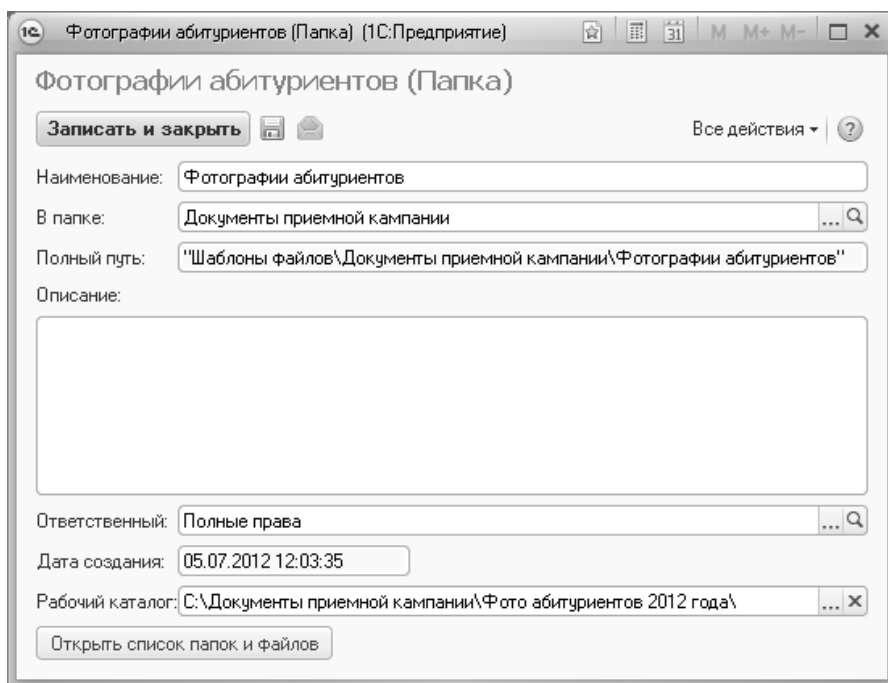 1С Фотографии абитуриентов (Папка) (1С:Предприятие) 31 M M+ M-
Фотографии абитуриентов (Папка)
Записать и закрыть Все действия ?
Наименование: Фотографии абитуриентов
В папке: Документы приемной кампании ...
Полный путь: "Шаблоны файлов\Документы приемной кампании\Фотографии абитуриентов"
Описание:
Ответственный: Полные права ...
Дата создания: 05.07.2012 12:03:35
Рабочий каталог: C:\Документы приемной кампании\Фото абитуриентов 2012 года\ ...
Открыть список папок и файлов